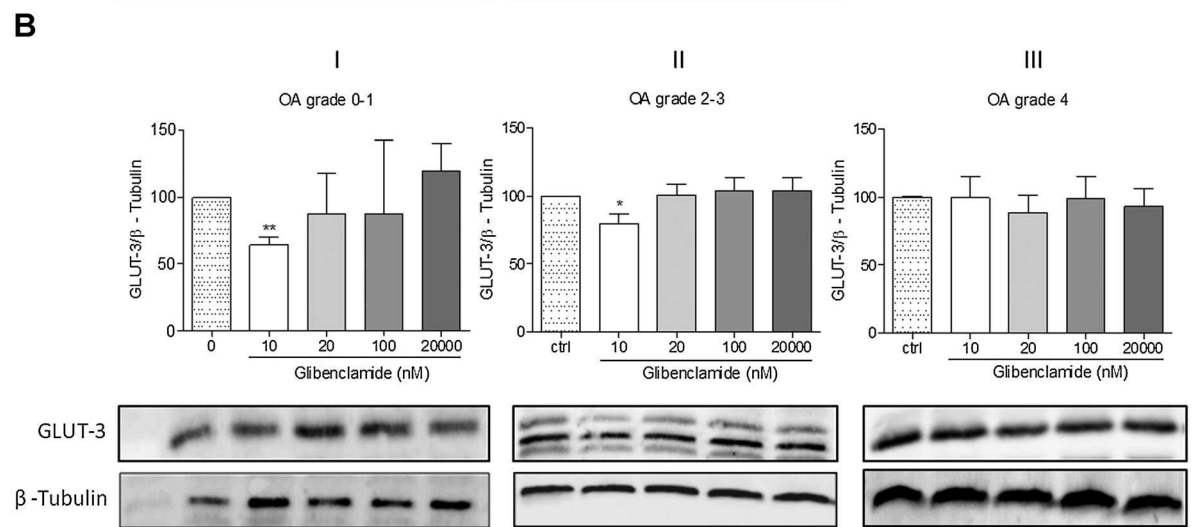 B
I
OA grade 0-1
GLUT-3/β - Tubulin
150
100
50
0
0
10
20
100
20000
Glibenclamide (nM)
**
II
OA grade 2-3
GLUT-3/β - Tubulin
150
100
50
0
ctrl
10
20
100
20000
Glibenclamide (nM)
*
III
OA grade 4
GLUT-3/β - Tubulin
150
100
50
0
ctrl
10
20
100
20000
Glibenclamide (nM)
GLUT-3
β -Tubulin